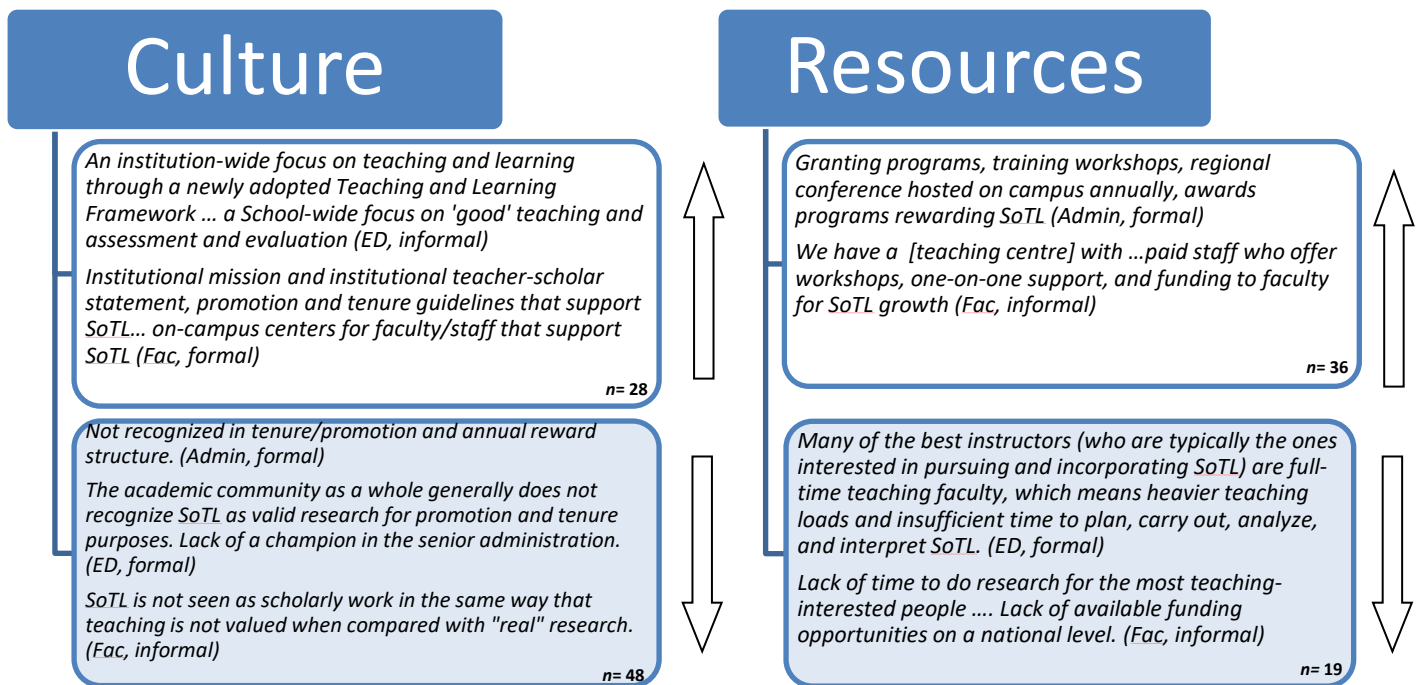 Culture
An institution-wide focus on teaching and learning
through a newly adopted Teaching and Learning
Framework … a School-wide focus on 'good' teaching and
assessment and evaluation (ED, informal)
Institutional mission and institutional teacher-scholar
statement, promotion and tenure guidelines that support
SoTL… on-campus centers for faculty/staff that support
SoTL (Fac, formal)
n= 28
Not recognized in tenure/promotion and annual reward
structure. (Admin, formal)
The academic community as a whole generally does not
recognize SoTL as valid research for promotion and tenure
purposes. Lack of a champion in the senior administration.
(ED, formal)
SoTL is not seen as scholarly work in the same way that
teaching is not valued when compared with "real" research.
(Fac, informal)
n= 48
Resources
Granting programs, training workshops, regional
conference hosted on campus annually, awards
programs rewarding SoTL (Admin, formal)
We have a [teaching centre] with …paid staff who offer
workshops, one-on-one support, and funding to faculty
for SoTL growth (Fac, informal)
n= 36
Many of the best instructors (who are typically the ones
interested in pursuing and incorporating SoTL) are full-
time teaching faculty, which means heavier teaching
loads and insufficient time to plan, carry out, analyze,
and interpret SoTL. (ED, formal)
Lack of time to do research for the most teaching-
interested people …. Lack of available funding
opportunities on a national level. (Fac, informal)
n= 19